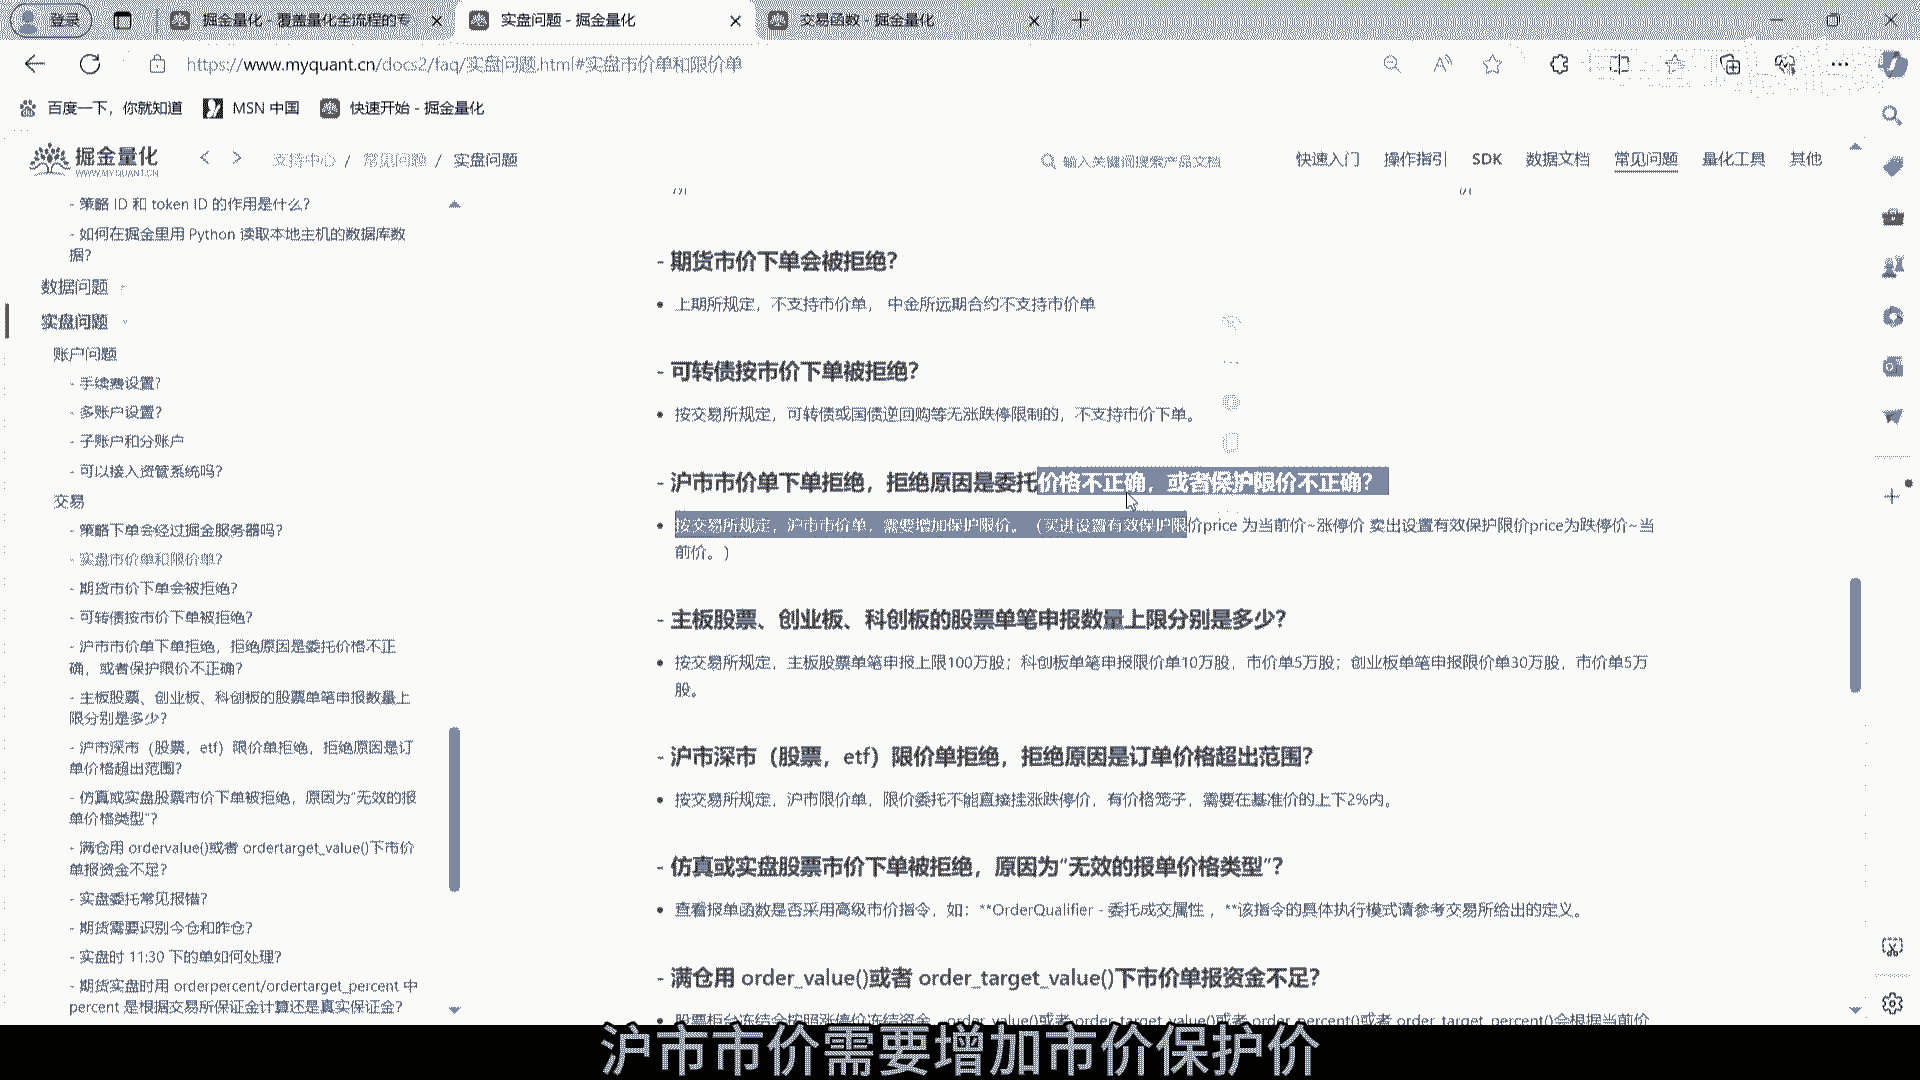 登录
掘金量化 - 覆盖量化全流程的专
实盘问题 - 掘金量化
交易函数 - 掘金量化
https://www.myquant.cn/docs2/faq/实盘问题.html#实盘市价单和限价单
百度一下，你就知道
MSN 中国
快速开始 - 掘金量化
掘金量化
WWW.MYQUANT.CN
支持中心 / 常见问题 / 实盘问题
输入关键词搜索产品文档
快速入门
操作指引
SDK
数据文档
常见问题
量化工具
其他
- 策略 ID 和 token ID 的作用是什么?
- 如何在掘金里用 Python 读取本地主机的数据库数
据?
数据问题
实盘问题
账户问题
- 手续费设置?
- 多账户设置?
- 子账户和分账户
- 可以接入资管系统吗?
交易
- 策略下单会经过掘金服务器吗?
- 实盘市价单和限价单?
- 期货市价下单会被拒绝?
- 可转债按市价下单被拒绝?
- 沪市市价单下单拒绝，拒绝原因是委托价格不正
确，或者保护限价不正确?
- 主板股票、创业板、科创板的股票单笔申报数量上
限分别是多少?
- 沪市深市（股票，etf）限价单拒绝，拒绝原因是订
单价格超出范围?
- 仿真或实盘股票市价下单被拒绝，原因为“无效的报
单价格类型”?
- 满仓用 ordervalue()或者 ordertarget_value()下市价
单报资金不足?
- 实盘委托常见报错?
- 期货需要识别今仓和昨仓?
- 实盘时 11:30 下的单如何处理?
- 期货实盘时用 orderpercent/ordertarget_percent 中
percent 是根据交易所保证金计算还是真实保证金?
- 期货市价下单会被拒绝?
• 上期所规定，不支持市价单， 中金所远期合约不支持市价单
- 可转债按市价下单被拒绝?
• 按交易所规定，可转债或国债逆回购等无涨跌停限制的，不支持市价下单。
- 沪市市价单下单拒绝，拒绝原因是委托价格不正确，或者保护限价不正确?
• 按交易所规定，沪市市价单，需要增加保护限价。（买进设置有效保护限价price 为当前价~涨停价 卖出设置有效保护限价price为跌停价~当
前价。）
- 主板股票、创业板、科创板的股票单笔申报数量上限分别是多少?
• 按交易所规定，主板股票单笔申报上限100万股；科创板单笔申报限价单10万股，市价单5万股；创业板单笔申报限价单30万股，市价单5万
股。
- 沪市深市（股票，etf）限价单拒绝，拒绝原因是订单价格超出范围?
• 按交易所规定，沪市限价单，限价委托不能直接挂涨跌停价，有价格笼子，需要在基准价的上下2%内。
- 仿真或实盘股票市价下单被拒绝，原因为“无效的报单价格类型”?
• 查看报单函数是否采用高级市价指令，如；**OrderQualifier - 委托成交属性 ，**该指令的具体执行模式请参考交易所给出的定义。
- 满仓用 order_value()或者 order_target_value()下市价单报资金不足?
• 股票柜台冻结会按照涨停价冻结资金，order_value()或者 order_target_value()或者 order_percent()或者 order_target_percent()会根据当前价
沪市市价需要增加市价保护价